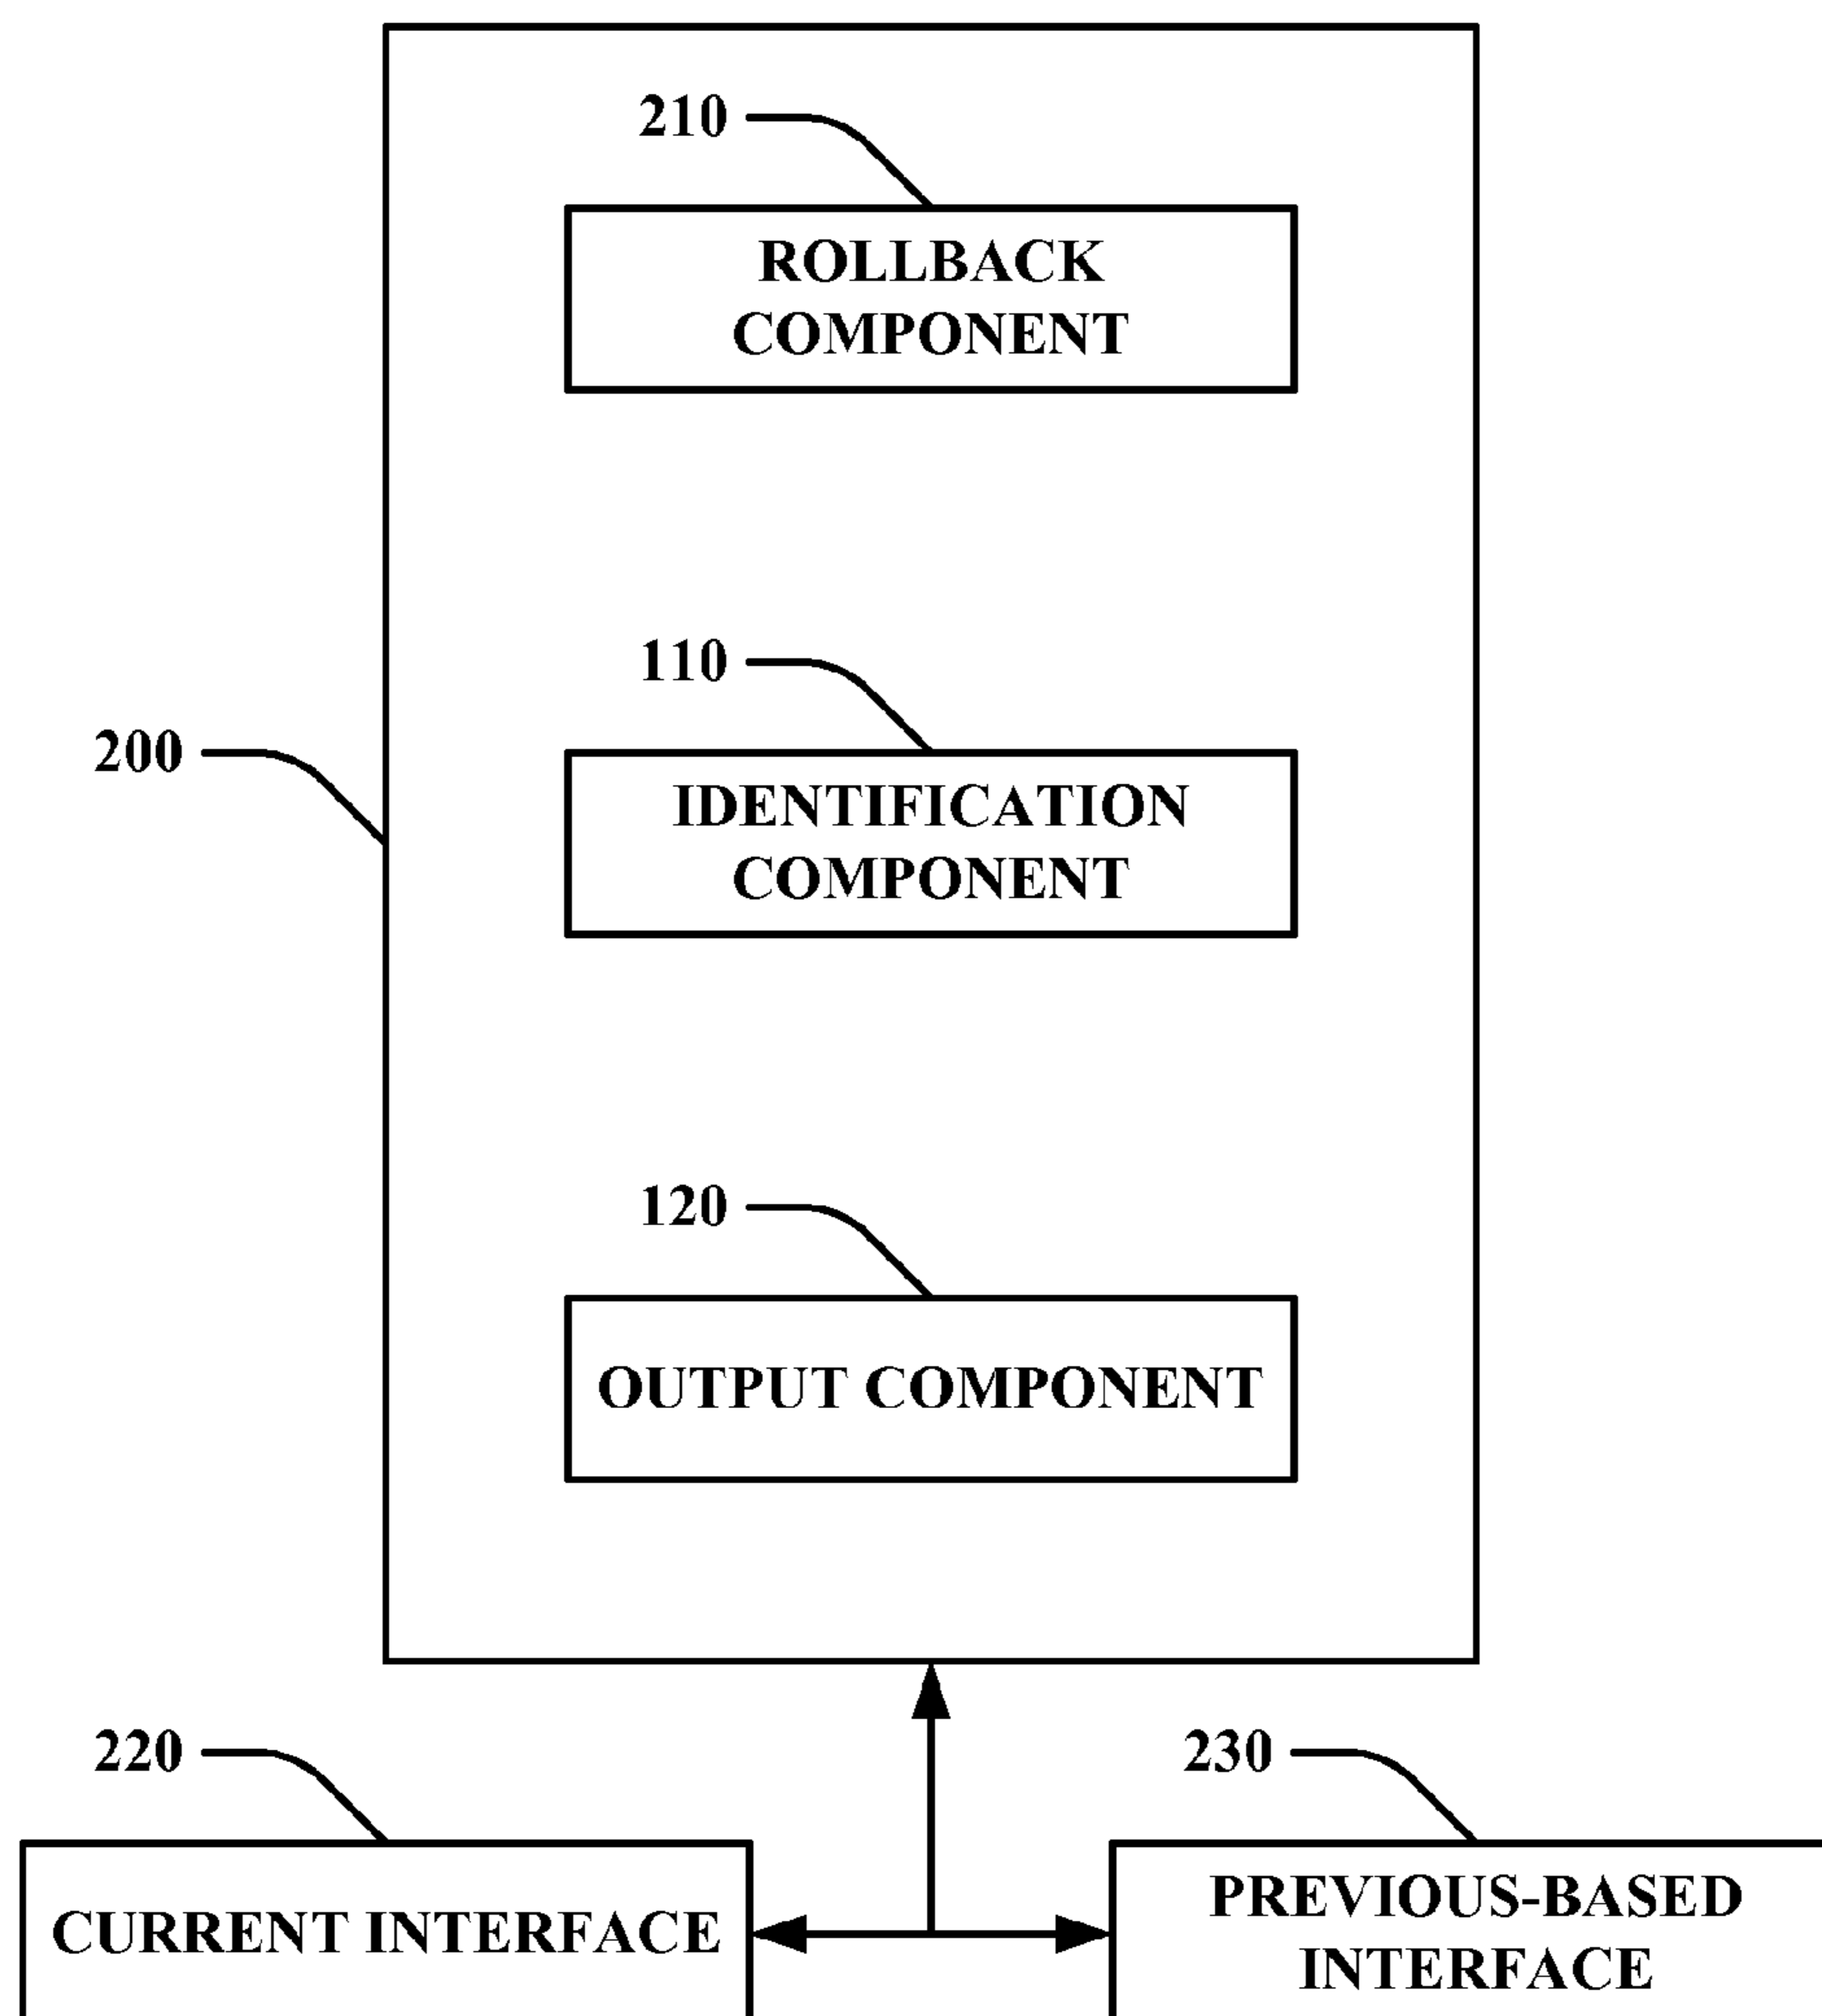 210
ROLLBACK
COMPONENT
110
200
IDENTIFICATION
COMPONENT
120
OUTPUT COMPONENT
220
230
CURRENT INTERFACE
PREVIOUS-BASED
INTERFACE